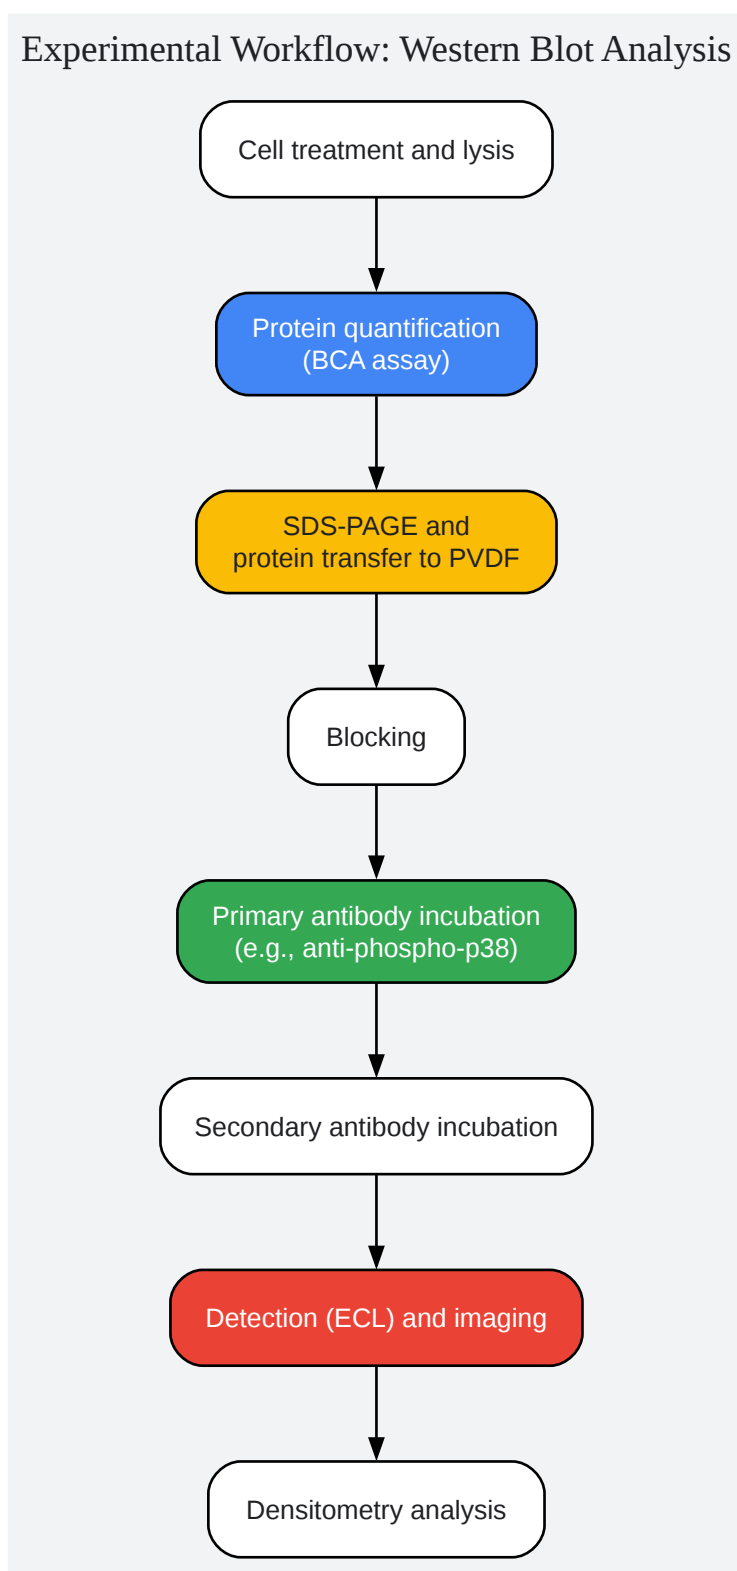 Experimental Workflow: Western Blot Analysis
Cell treatment and lysis
Protein quantification
(BCA assay)
SDS-PAGE and
protein transfer to PVDF
Blocking
Primary antibody incubation
(e.g., anti-phospho-p38)
Secondary antibody incubation
Detection (ECL) and imaging
Densitometry analysis